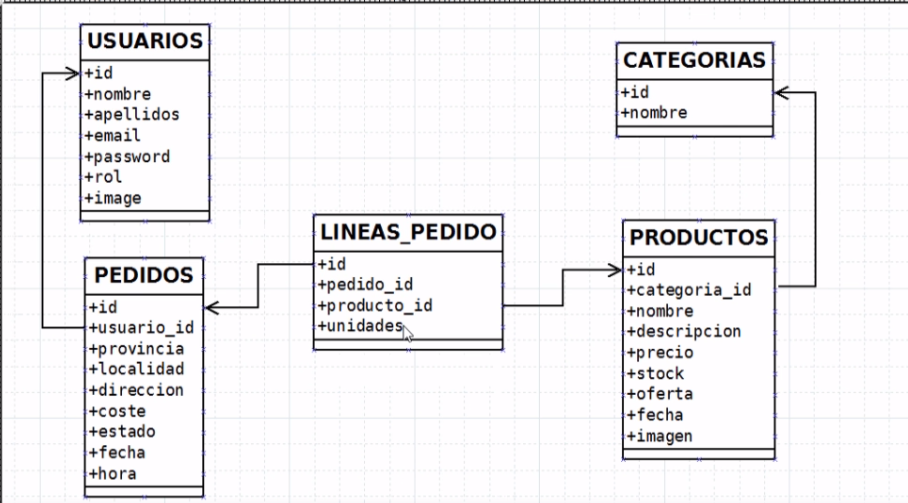 USUARIOS
+id
+nombre
+apellidos
+email
+password
+rol
+image
CATEGORIAS
+id
+nombre
LINEAS_PEDIDO
+id
+pedido_id
+producto_id
+unidades
PRODUCTOS
+id
+categoria_id
+nombre
+descripcion
+precio
+stock
+oferta
+fecha
+imagen
PEDIDOS
+id
+usuario_id
+provincia
+localidad
+direccion
+coste
+estado
+fecha
+hora